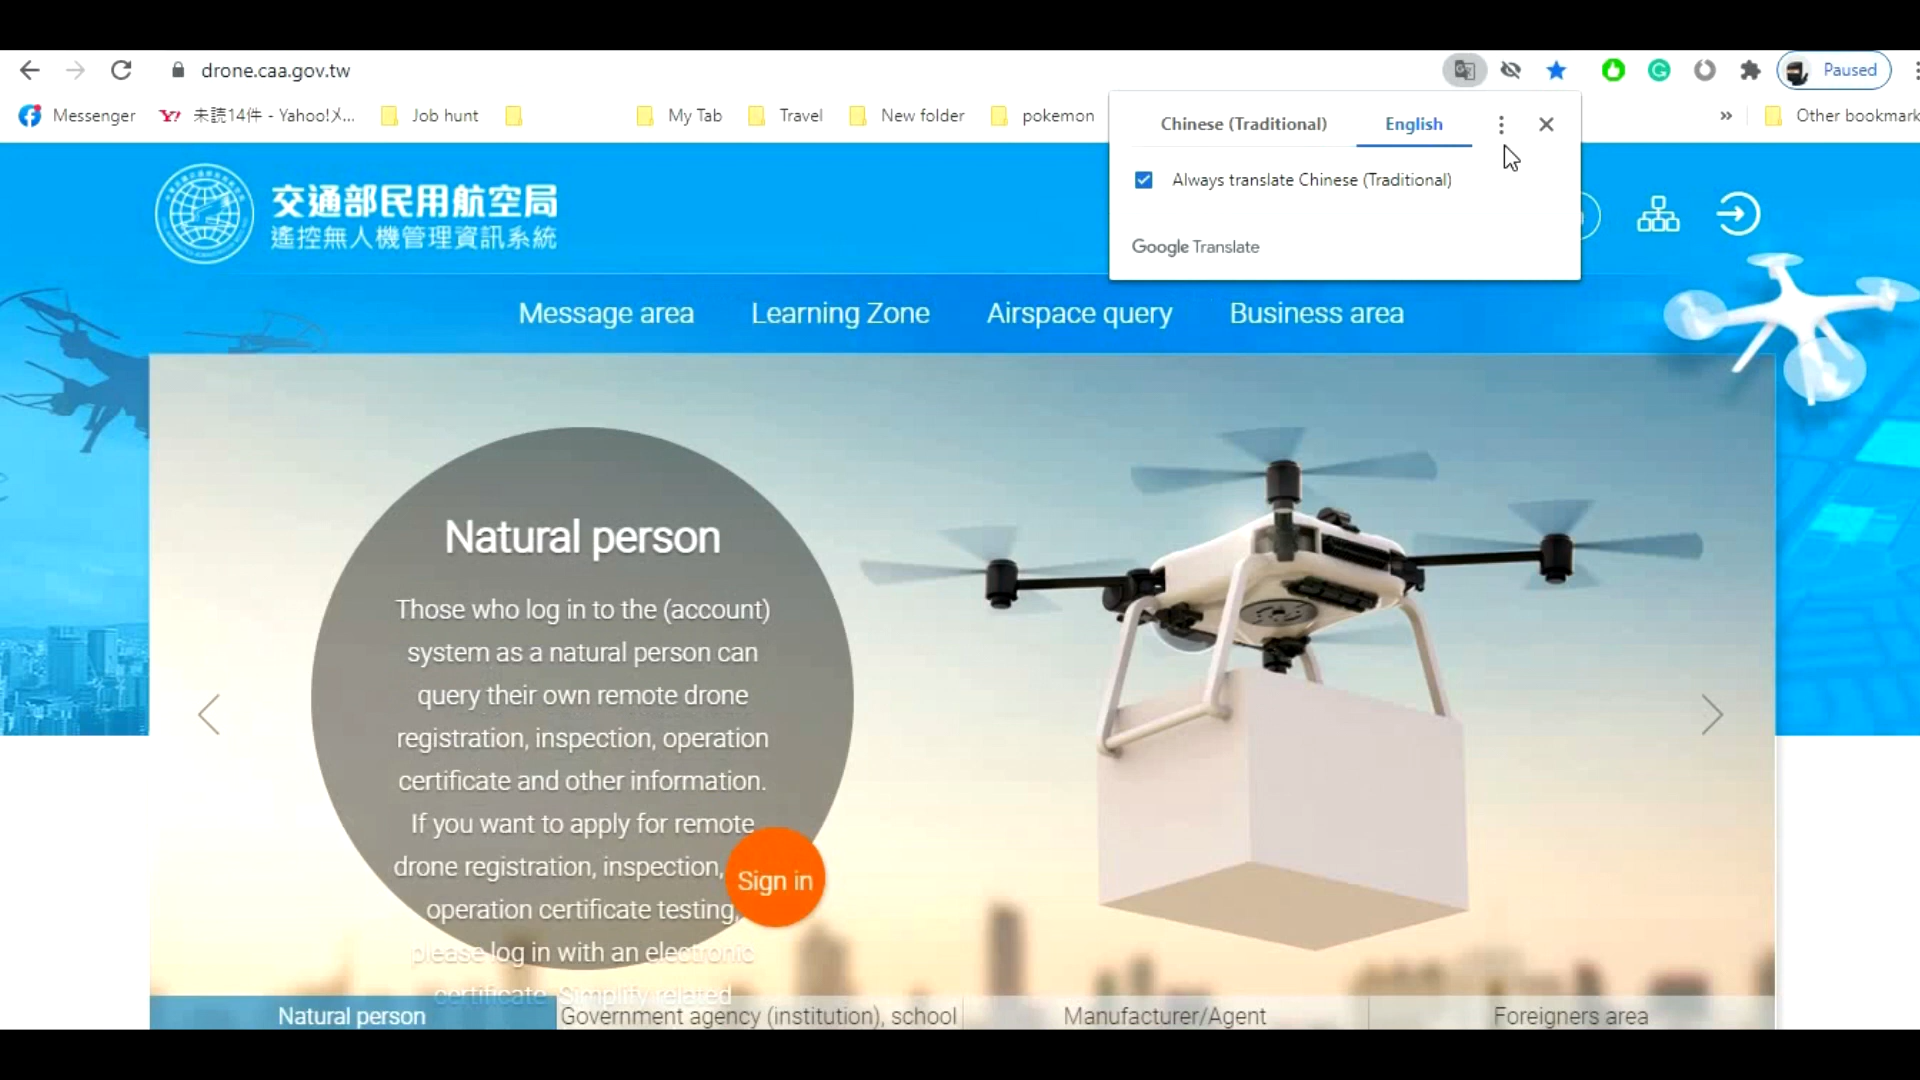 drone.caa.gov.tw
Paused
Messenger
Y! 未読14件 - Yahoo!メ...
Job hunt
My Tab
Travel
New folder
pokemon
»
Other bookmark
Chinese (Traditional)
English
Always translate Chinese (Traditional)
Google Translate
交通部民用航空局
遙控無人機管理資訊系統
Message area
Learning Zone
Airspace query
Business area
Natural person
Those who log in to the (account)
system as a natural person can
query their own remote drone
registration, inspection, operation
certificate and other information.
If you want to apply for remote
drone registration, inspection,
operation certificate testing,
please log in with an electronic
certificate. Simplify related
Sign in
Natural person
Government agency (institution), school
Manufacturer/Agent
Foreigners area